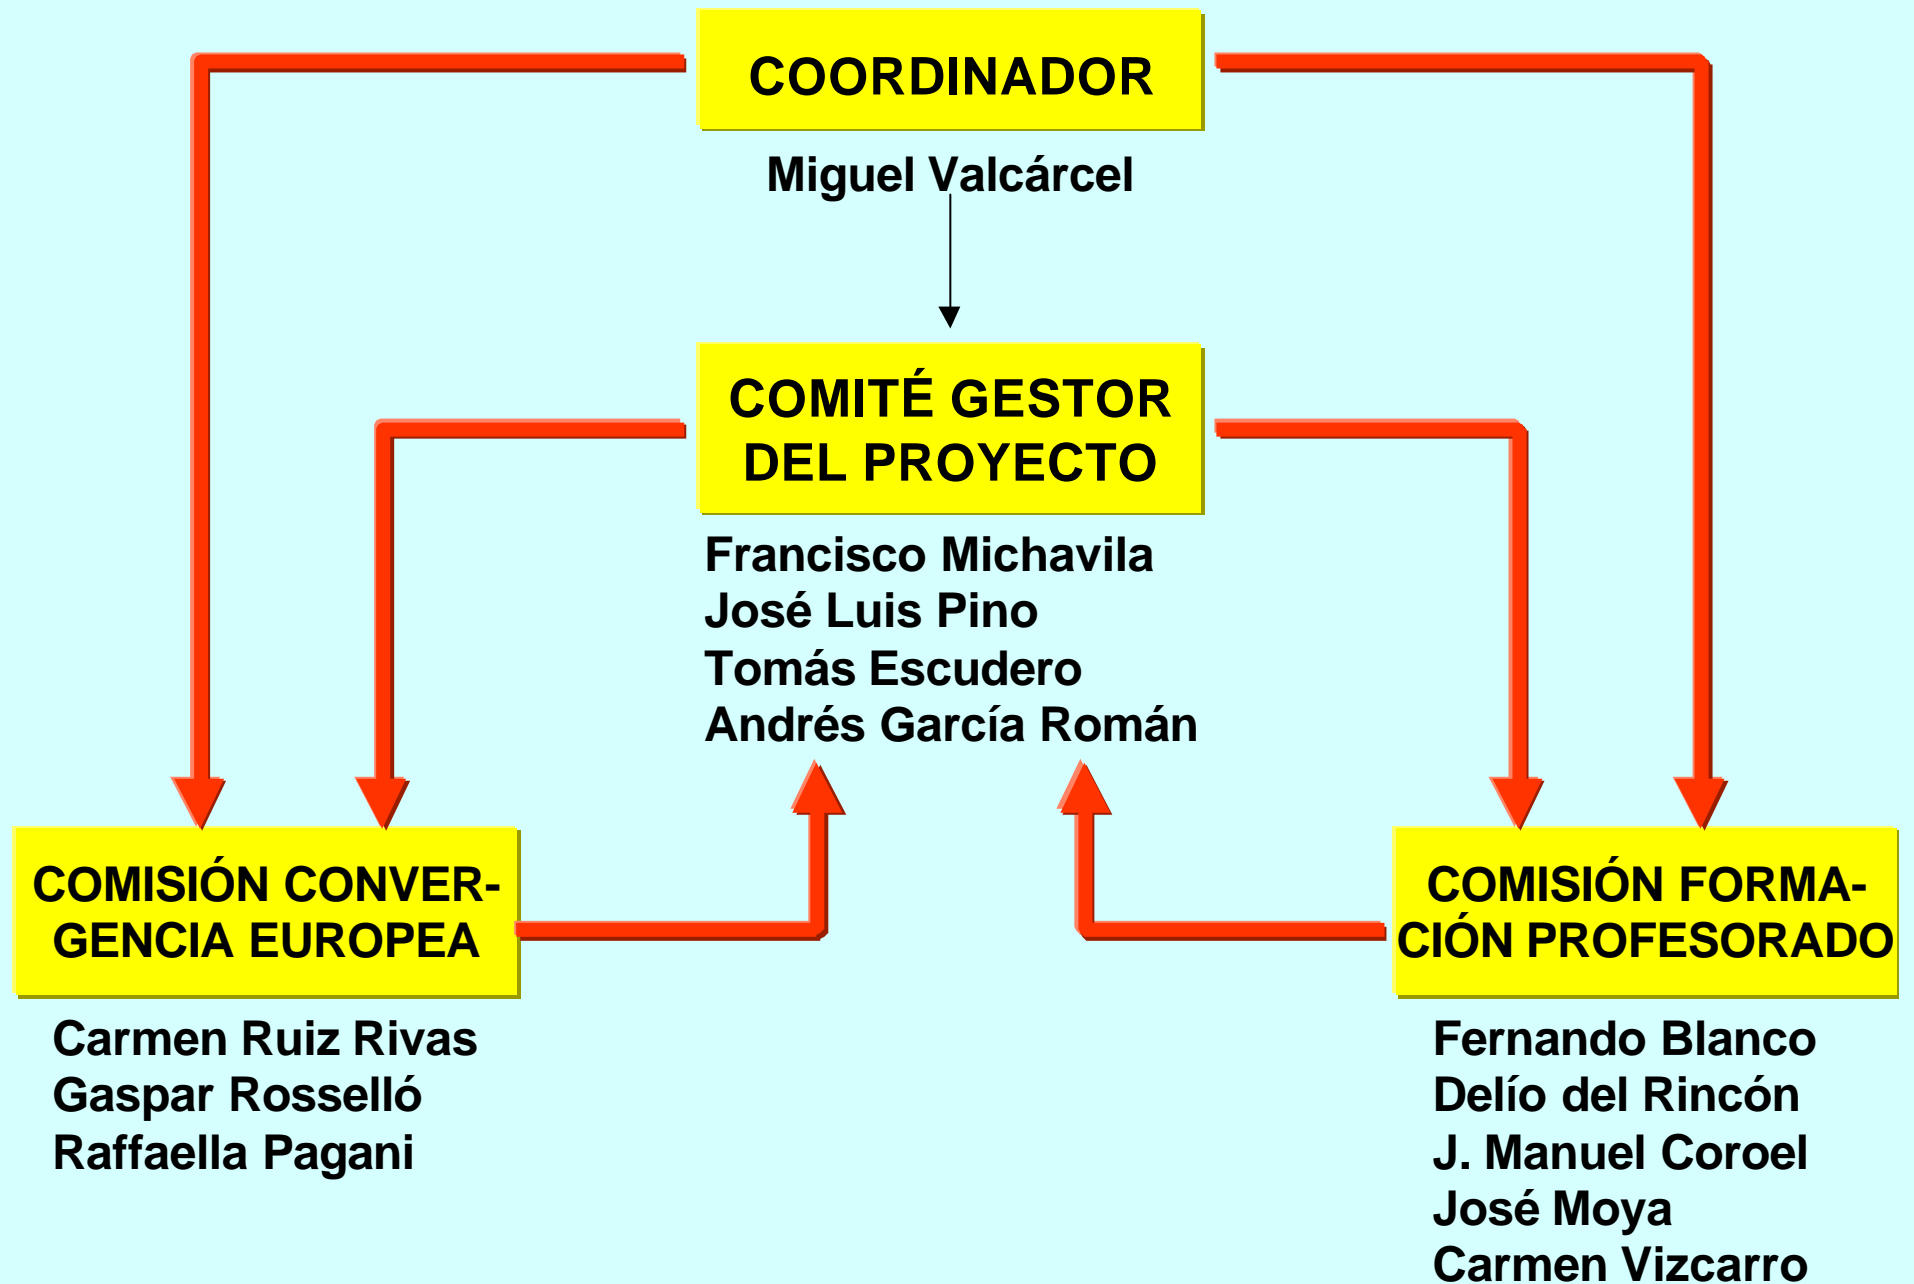 COORDINADOR
Miguel Valcárcel
COMITÉ GESTOR
DEL PROYECTO
Francisco Michavila
José Luis Pino
Tomás Escudero
Andrés García Román
COMISIÓN CONVER-
GENCIA EUROPEA
Carmen Ruiz Rivas
Gaspar Rosselló
Raffaella Pagani
COMISIÓN FORMA-
CIÓN PROFESORADO
Fernando Blanco
Delío del Rincón
J. Manuel Coroel
José Moya
Carmen Vizcarro